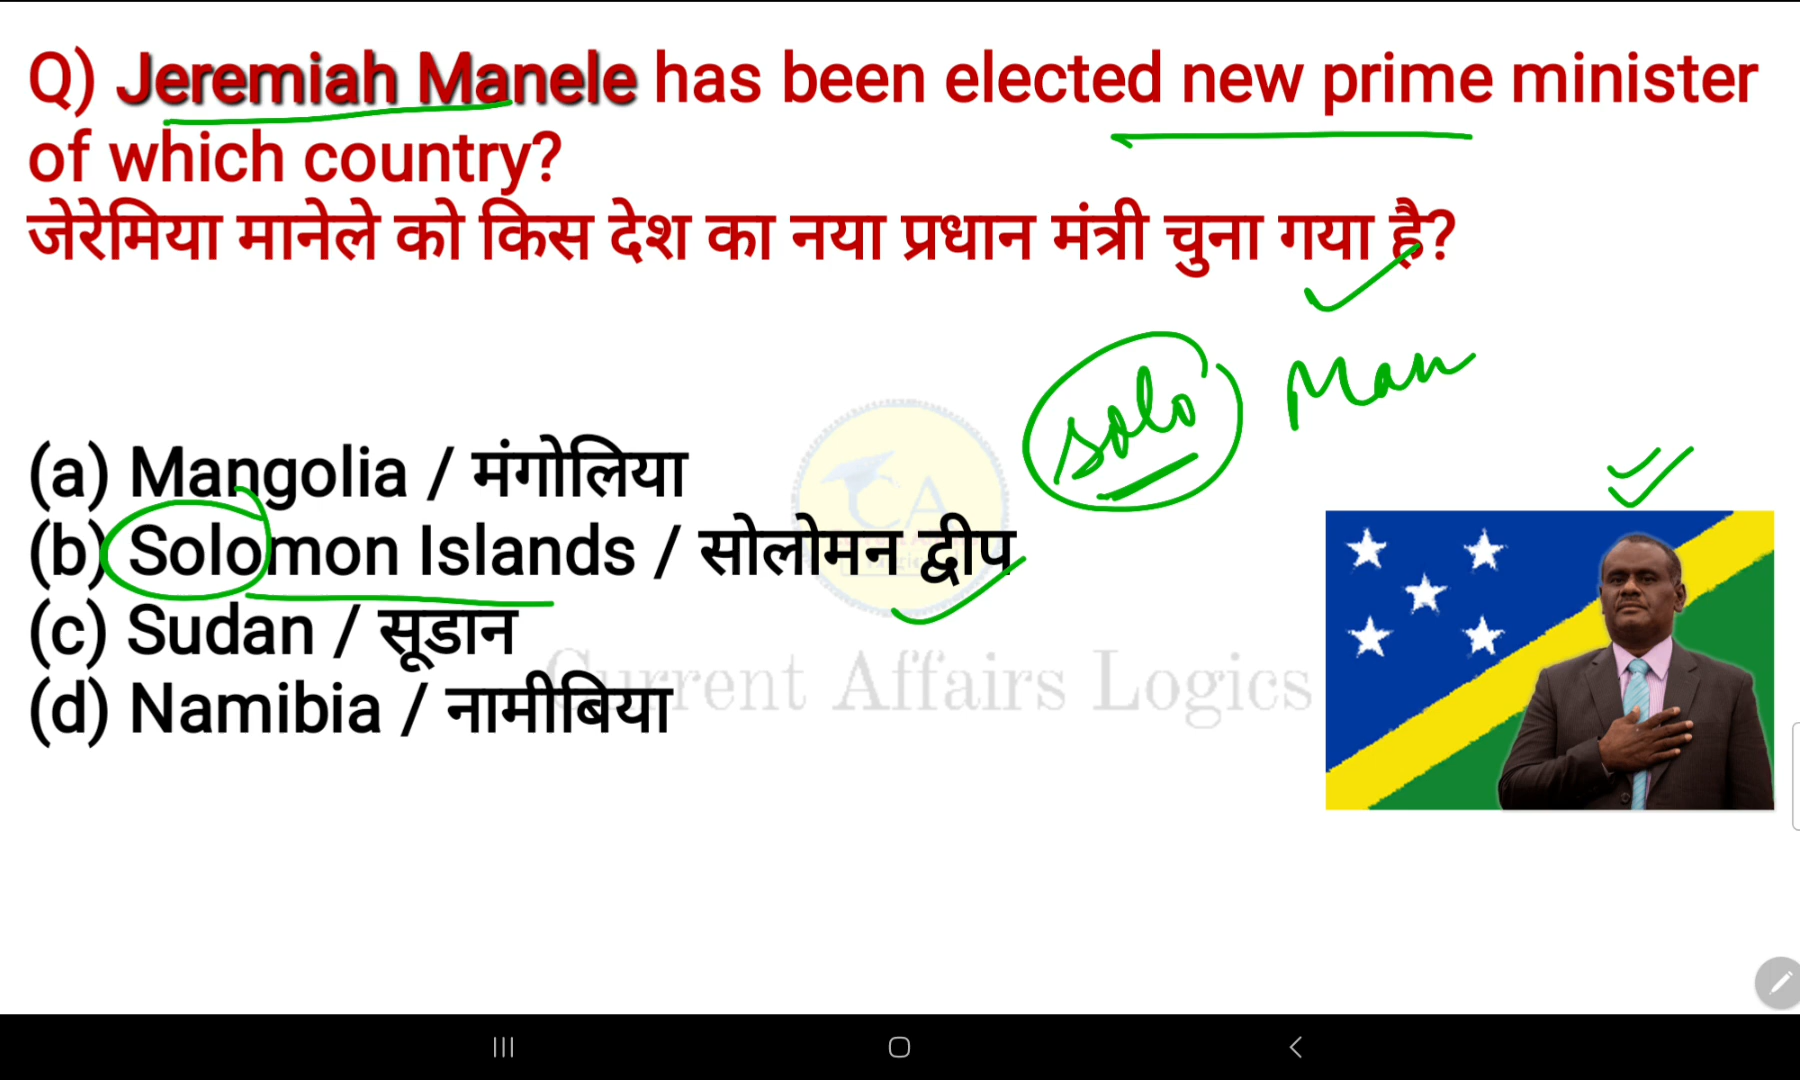 Q) Jeremiah Manele has been elected new prime minister
of which country?
जेरेमिया मानेले को किस देश का नया प्रधान मंत्री चुना गया है?
solo Man
(a) Mangolia / मंगोलिया
(b) Solomon Islands / सोलोमन द्वीप
(c) Sudan / सूडान
(d) Namibia / नामीबिया
CA
Current Affairs Logics